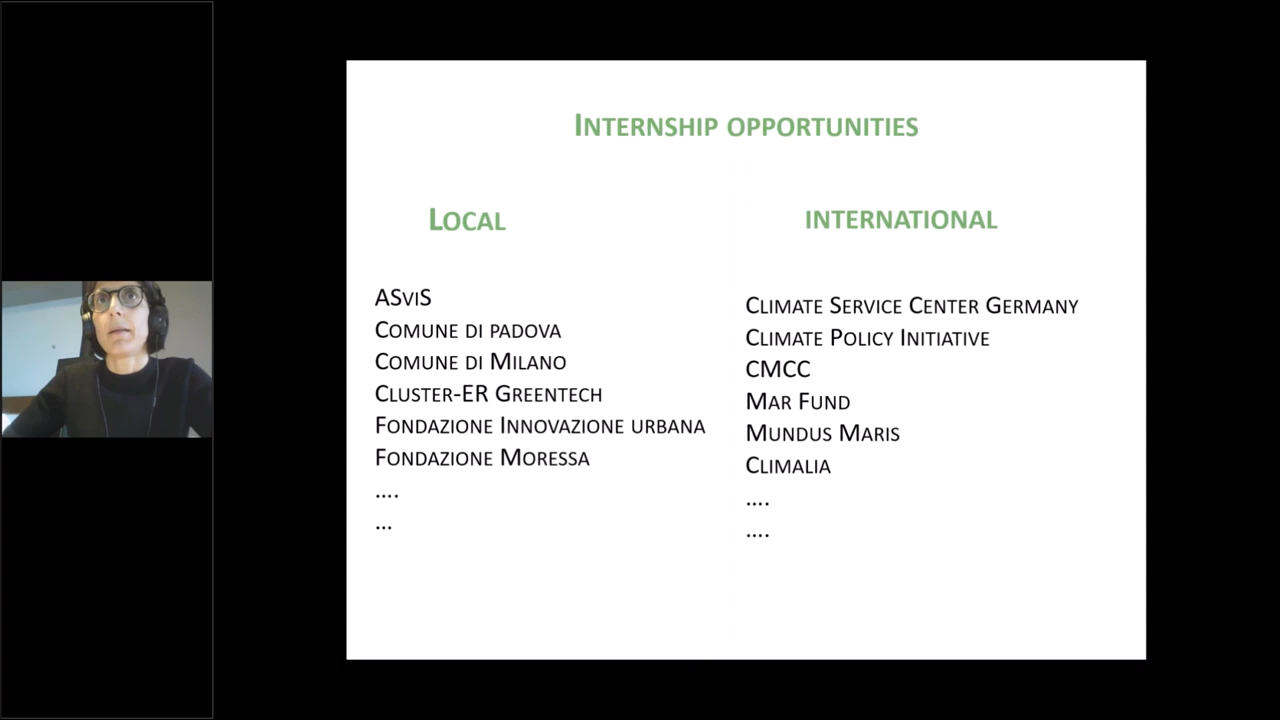 Internship opportunities
Local
ASviS
Comune di padova
Comune di Milano
Cluster-ER Greentech
Fondazione Innovazione urbana
Fondazione Moressa
....
...
international
Climate Service Center Germany
Climate Policy Initiative
CMCC
Mar Fund
Mundus Maris
Climalia
....
....